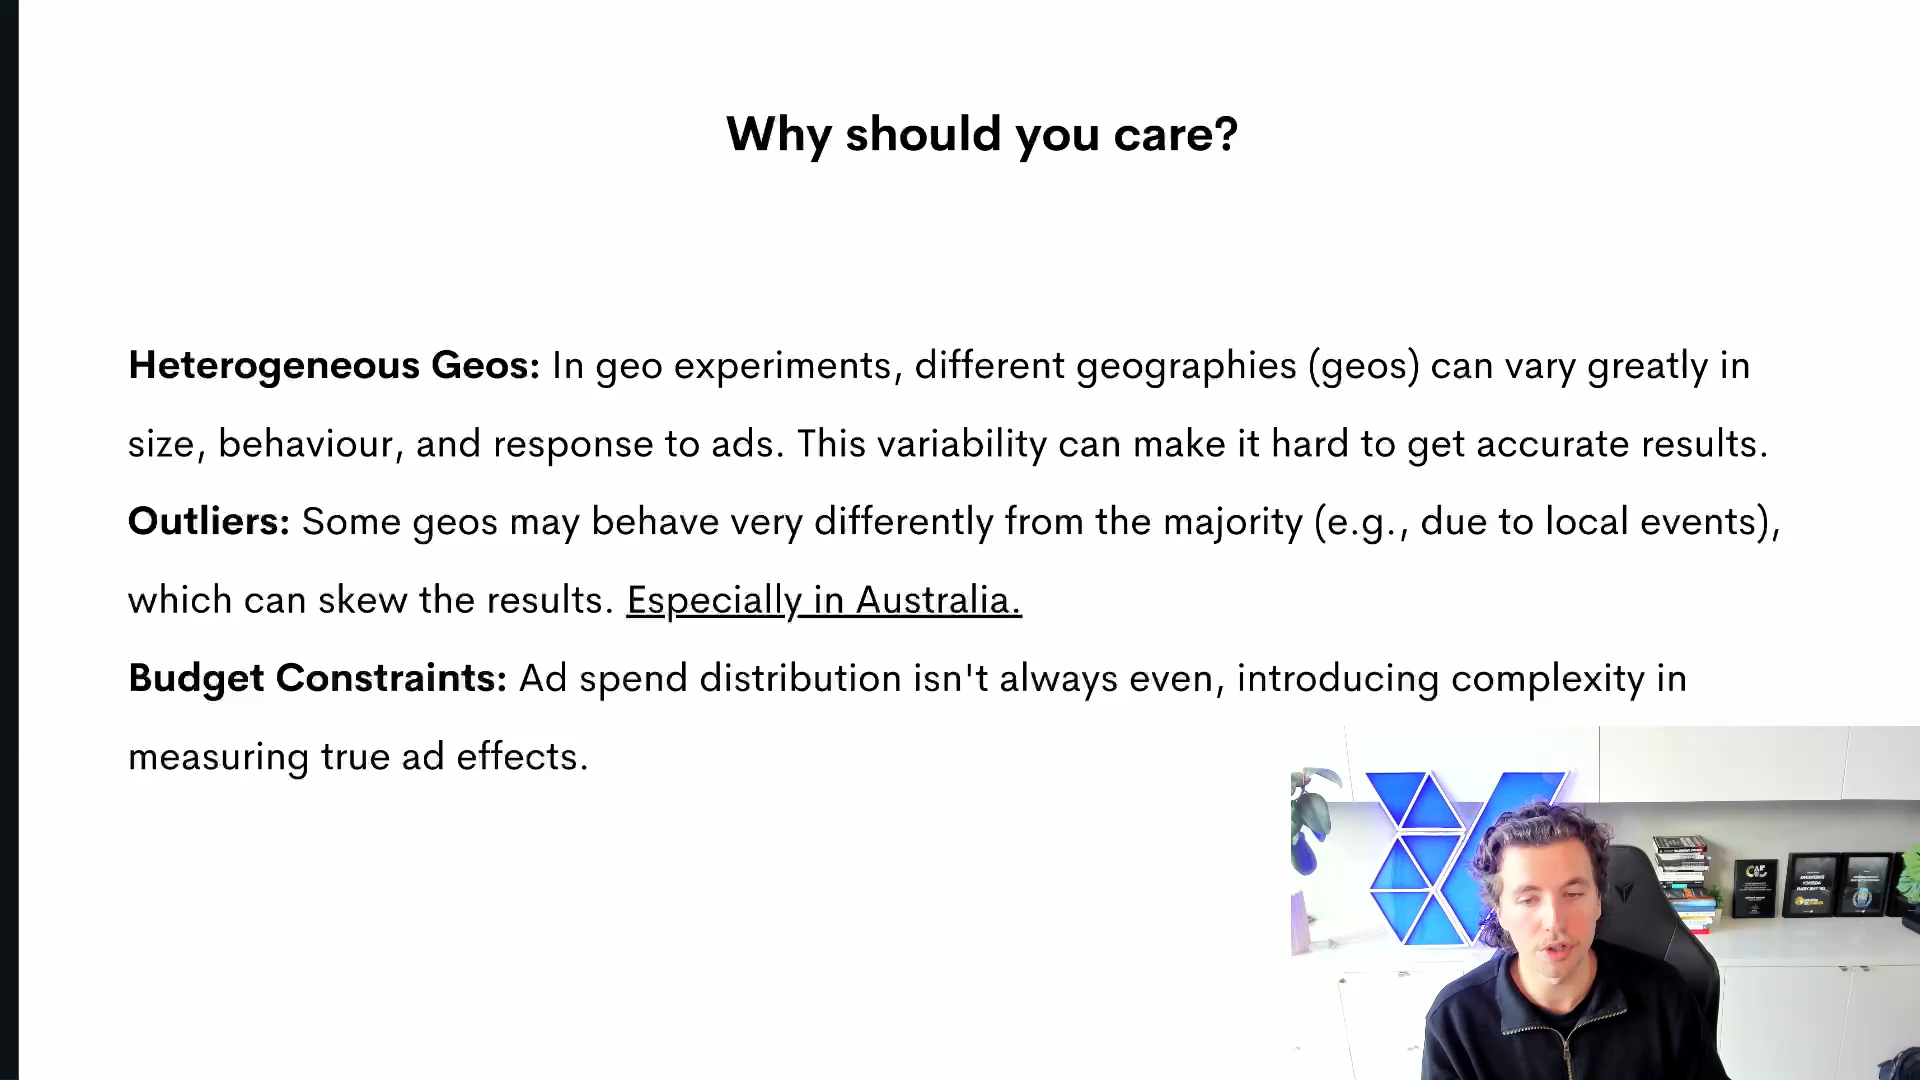 Why should you care?
Heterogeneous Geos: In geo experiments, different geographies (geos) can vary greatly in
size, behaviour, and response to ads. This variability can make it hard to get accurate results.
Outliers: Some geos may behave very differently from the majority (e.g., due to local events),
which can skew the results. Especially in Australia.
Budget Constraints: Ad spend distribution isn't always even, introducing complexity in
measuring true ad effects.